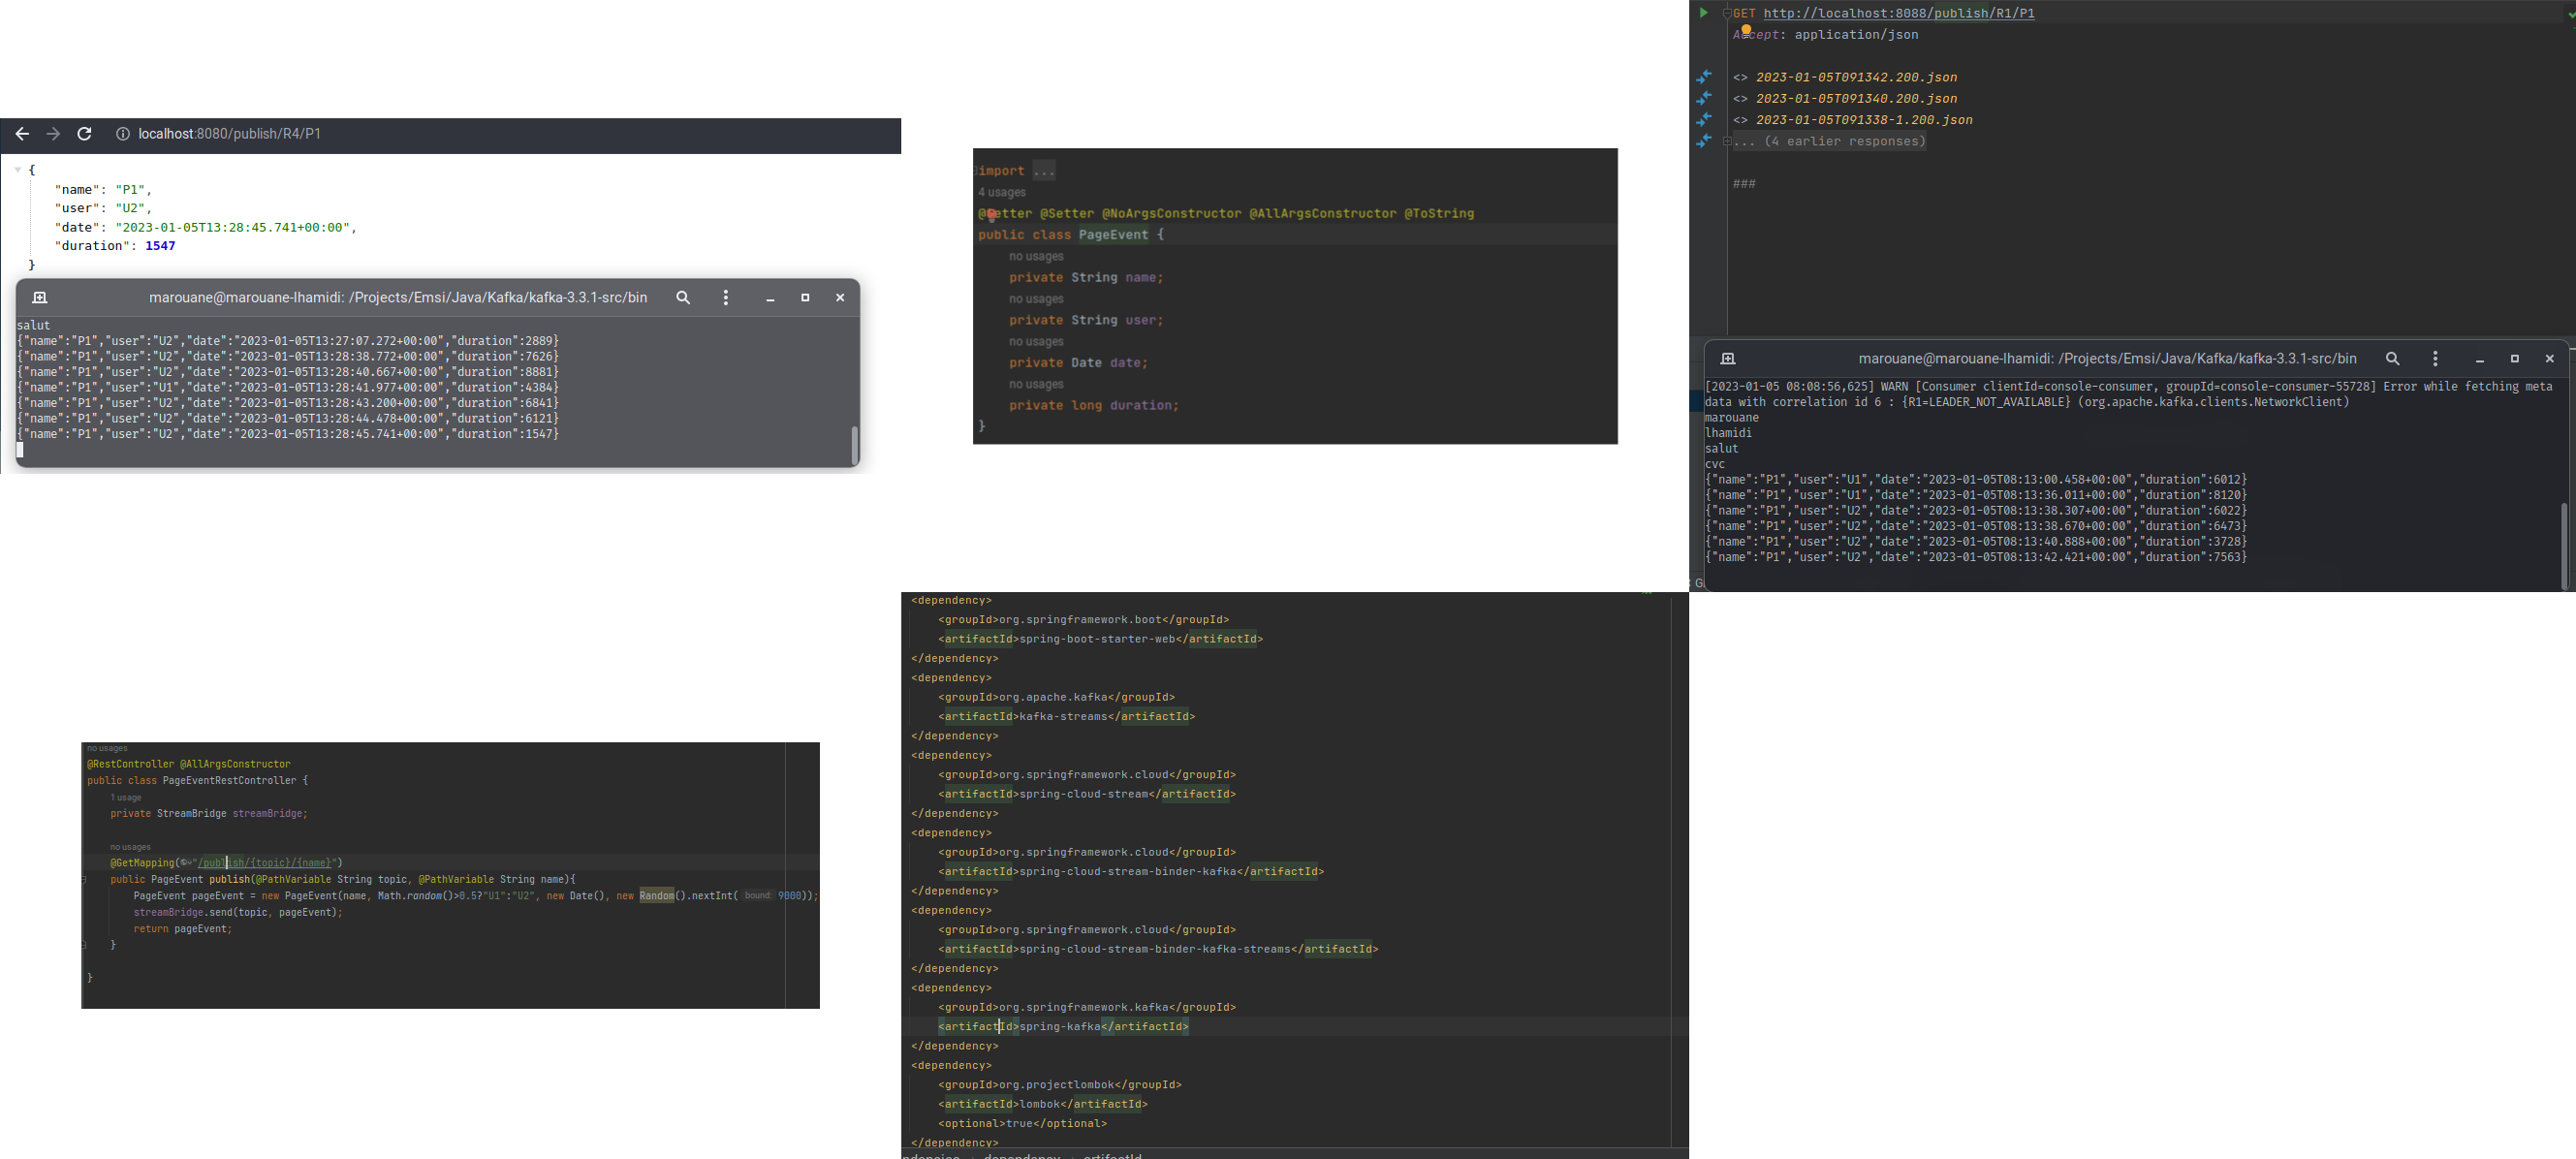 localhost:8080/publish/R4/P1
{
"name": "P1",
"user": "U2",
"date": "2023-01-05T13:28:45.741+00:00",
"duration": 1547
}
marouane@marouane-lhamidi: /Projects/Emsi/Java/Kafka/kafka-3.3.1-src/bin
salut
{"name":"P1","user":"U2","date":"2023-01-05T13:27:07.272+00:00","duration":2889}
{"name":"P1","user":"U2","date":"2023-01-05T13:28:38.772+00:00","duration":7626}
{"name":"P1","user":"U2","date":"2023-01-05T13:28:40.667+00:00","duration":8881}
{"name":"P1","user":"U1","date":"2023-01-05T13:28:41.977+00:00","duration":4384}
{"name":"P1","user":"U2","date":"2023-01-05T13:28:43.200+00:00","duration":6841}
{"name":"P1","user":"U2","date":"2023-01-05T13:28:44.478+00:00","duration":6121}
{"name":"P1","user":"U2","date":"2023-01-05T13:28:45.741+00:00","duration":1547}
import ...
4 usages
@Getter @Setter @NoArgsConstructor @AllArgsConstructor @ToString
public class PageEvent {
no usages
private String name;
no usages
private String user;
no usages
private Date date;
no usages
private long duration;
}
GET http://localhost:8088/publish/R1/P1
Accept: application/json
<> 2023-01-05T091342.200.json
<> 2023-01-05T091340.200.json
<> 2023-01-05T091338-1.200.json
... (4 earlier responses)
###
marouane@marouane-lhamidi: /Projects/Emsi/Java/Kafka/kafka-3.3.1-src/bin
[2023-01-05 08:08:56,625] WARN [Consumer clientId=console-consumer, groupId=console-consumer-55728] Error while fetching meta
data with correlation id 6 : {R1=LEADER_NOT_AVAILABLE} (org.apache.kafka.clients.NetworkClient)
marouane
lhamidi
salut
cvc
{"name":"P1","user":"U1","date":"2023-01-05T08:13:00.458+00:00","duration":6012}
{"name":"P1","user":"U1","date":"2023-01-05T08:13:36.011+00:00","duration":8120}
{"name":"P1","user":"U2","date":"2023-01-05T08:13:38.307+00:00","duration":6022}
{"name":"P1","user":"U2","date":"2023-01-05T08:13:38.670+00:00","duration":6473}
{"name":"P1","user":"U2","date":"2023-01-05T08:13:40.888+00:00","duration":3728}
{"name":"P1","user":"U2","date":"2023-01-05T08:13:42.421+00:00","duration":7563}
no usages
@RestController @AllArgsConstructor
public class PageEventRestController {
1 usage
private StreamBridge streamBridge;
no usages
@GetMapping("/publish/{topic}/{name}")
public PageEvent publish(@PathVariable String topic, @PathVariable String name){
PageEvent pageEvent = new PageEvent(name, Math.random()>0.5?"U1":"U2", new Date(), new Random().nextInt( bound: 9000));
streamBridge.send(topic, pageEvent);
return pageEvent;
}
}
<dependency>
<groupId>org.springframework.boot</groupId>
<artifactId>spring-boot-starter-web</artifactId>
</dependency>
<dependency>
<groupId>org.apache.kafka</groupId>
<artifactId>kafka-streams</artifactId>
</dependency>
<dependency>
<groupId>org.springframework.cloud</groupId>
<artifactId>spring-cloud-stream</artifactId>
</dependency>
<dependency>
<groupId>org.springframework.cloud</groupId>
<artifactId>spring-cloud-stream-binder-kafka</artifactId>
</dependency>
<dependency>
<groupId>org.springframework.cloud</groupId>
<artifactId>spring-cloud-stream-binder-kafka-streams</artifactId>
</dependency>
<dependency>
<groupId>org.springframework.kafka</groupId>
<artifactId>spring-kafka</artifactId>
</dependency>
<dependency>
<groupId>org.projectlombok</groupId>
<artifactId>lombok</artifactId>
<optional>true</optional>
</dependency>